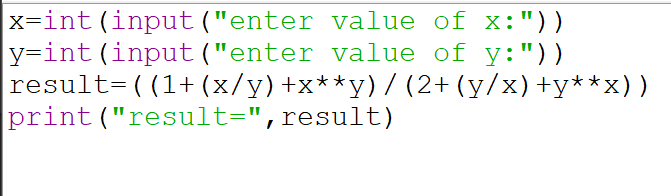 x=int(input("enter value of x:"))
y=int(input("enter value of y:"))
result=((1+(x/y)+x**y)/(2+(y/x)+y**x))
print("result=",result)